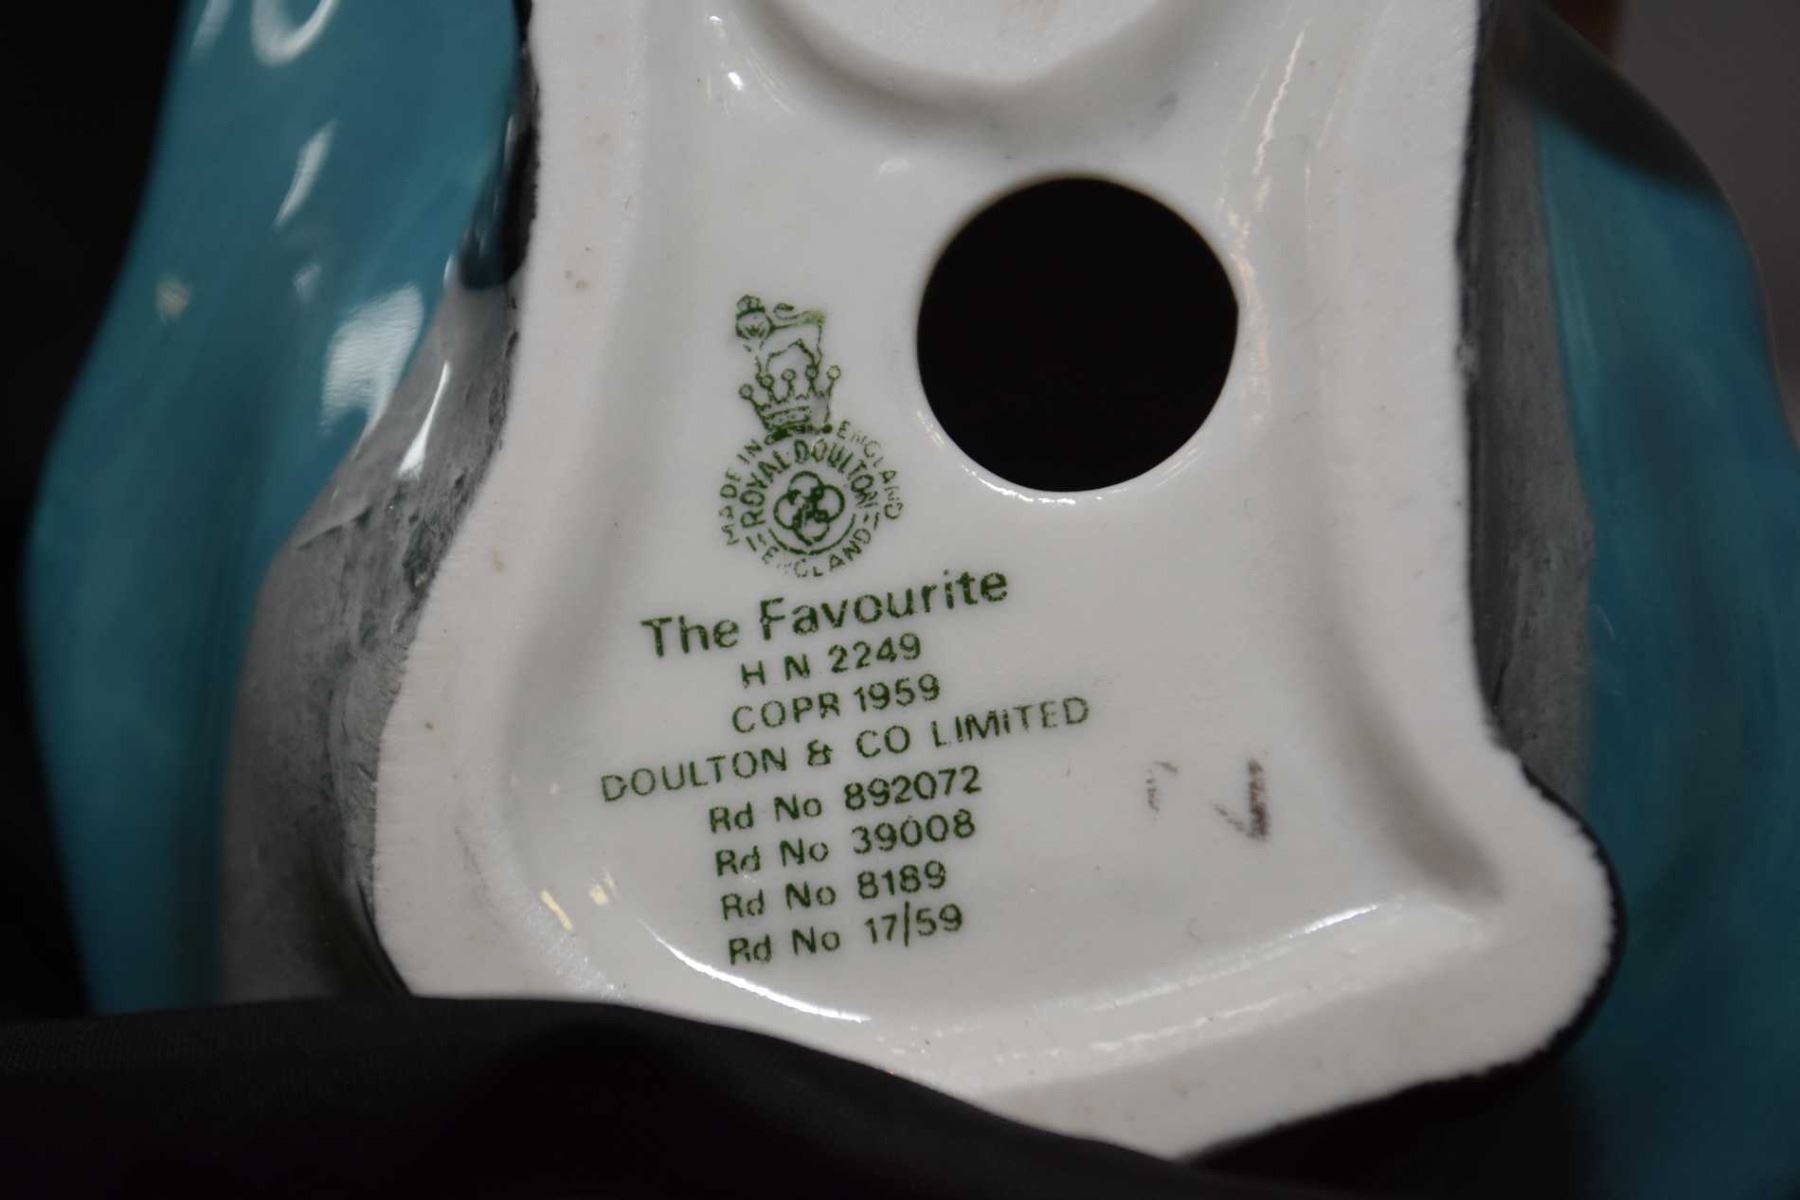 MADE IN ENGLAND
ROYAL DOULTON
ENGLAND
The Favourite
H N 2249
COPR 1959
DOULTON & CO LIMITED
Rd No 892072
Rd No 39008
Rd No 8189
Rd No 17/59